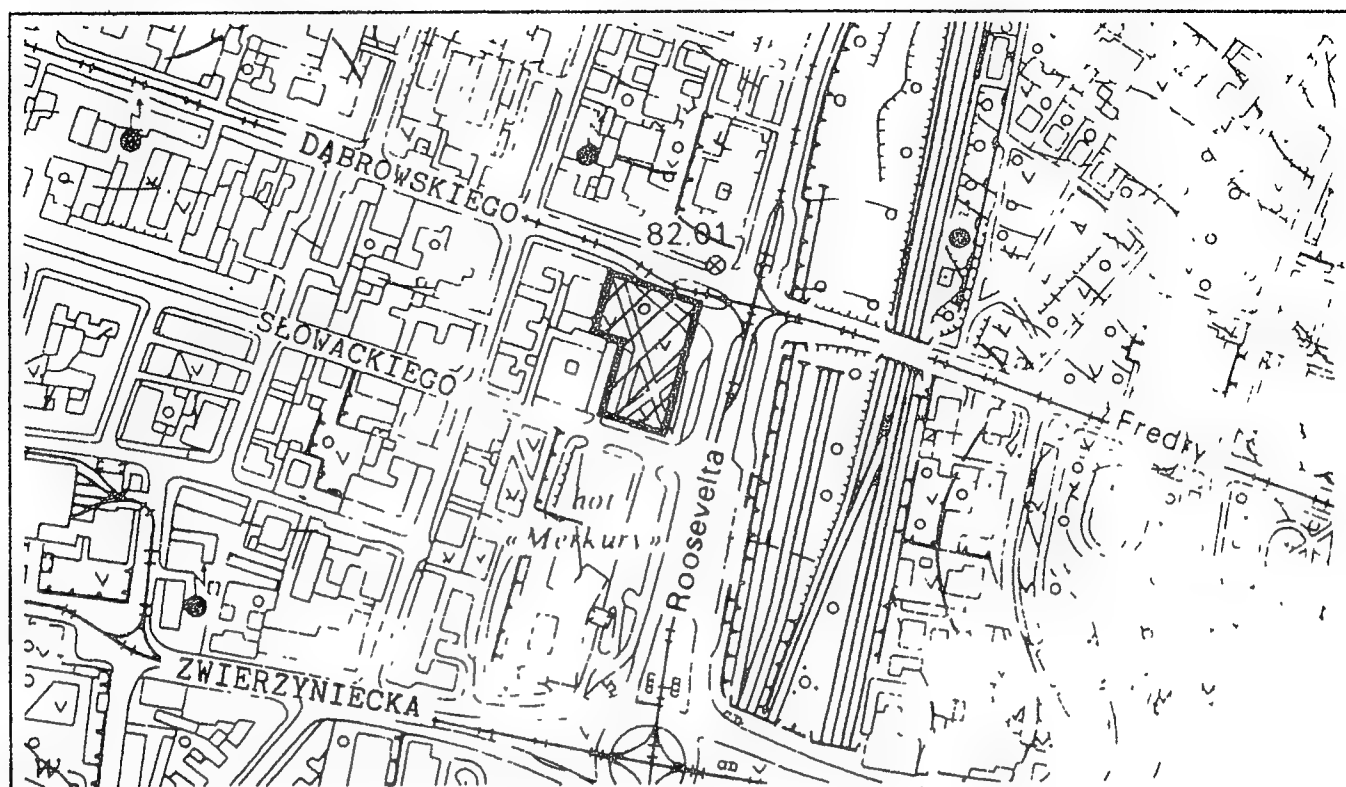 DĄBROWSKIEGO
82.01
SŁOWACKIEGO
Fredry
hot
«Merkury»
Roosevelta
ZWIERZYNIECKA